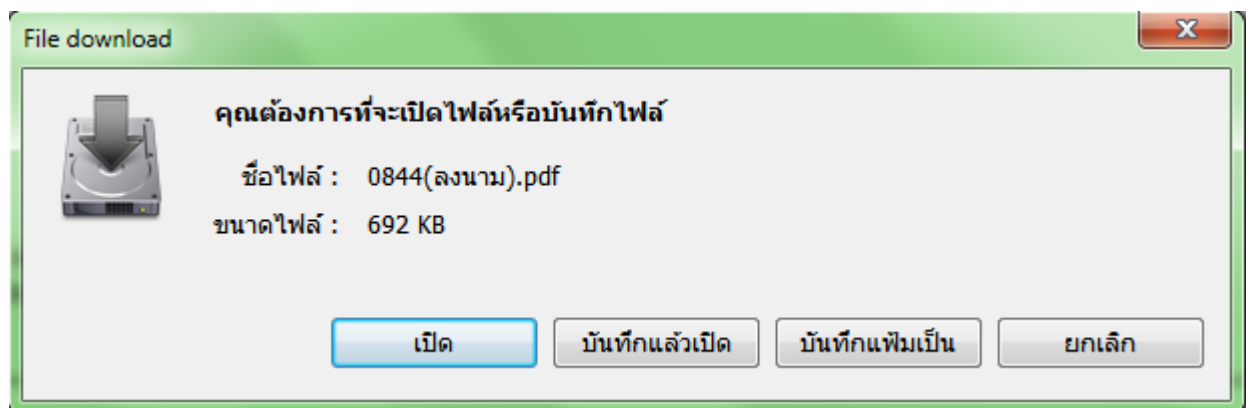 File download
คุณต้องการที่จะเปิดไฟล์หรือบันทึกไฟล์
ชื่อไฟล์ : 0844(ลงนาม).pdf
ขนาดไฟล์ : 692 KB
เปิด บันทึกแล้วเปิด บันทึกแฟ้มเป็น ยกเลิก